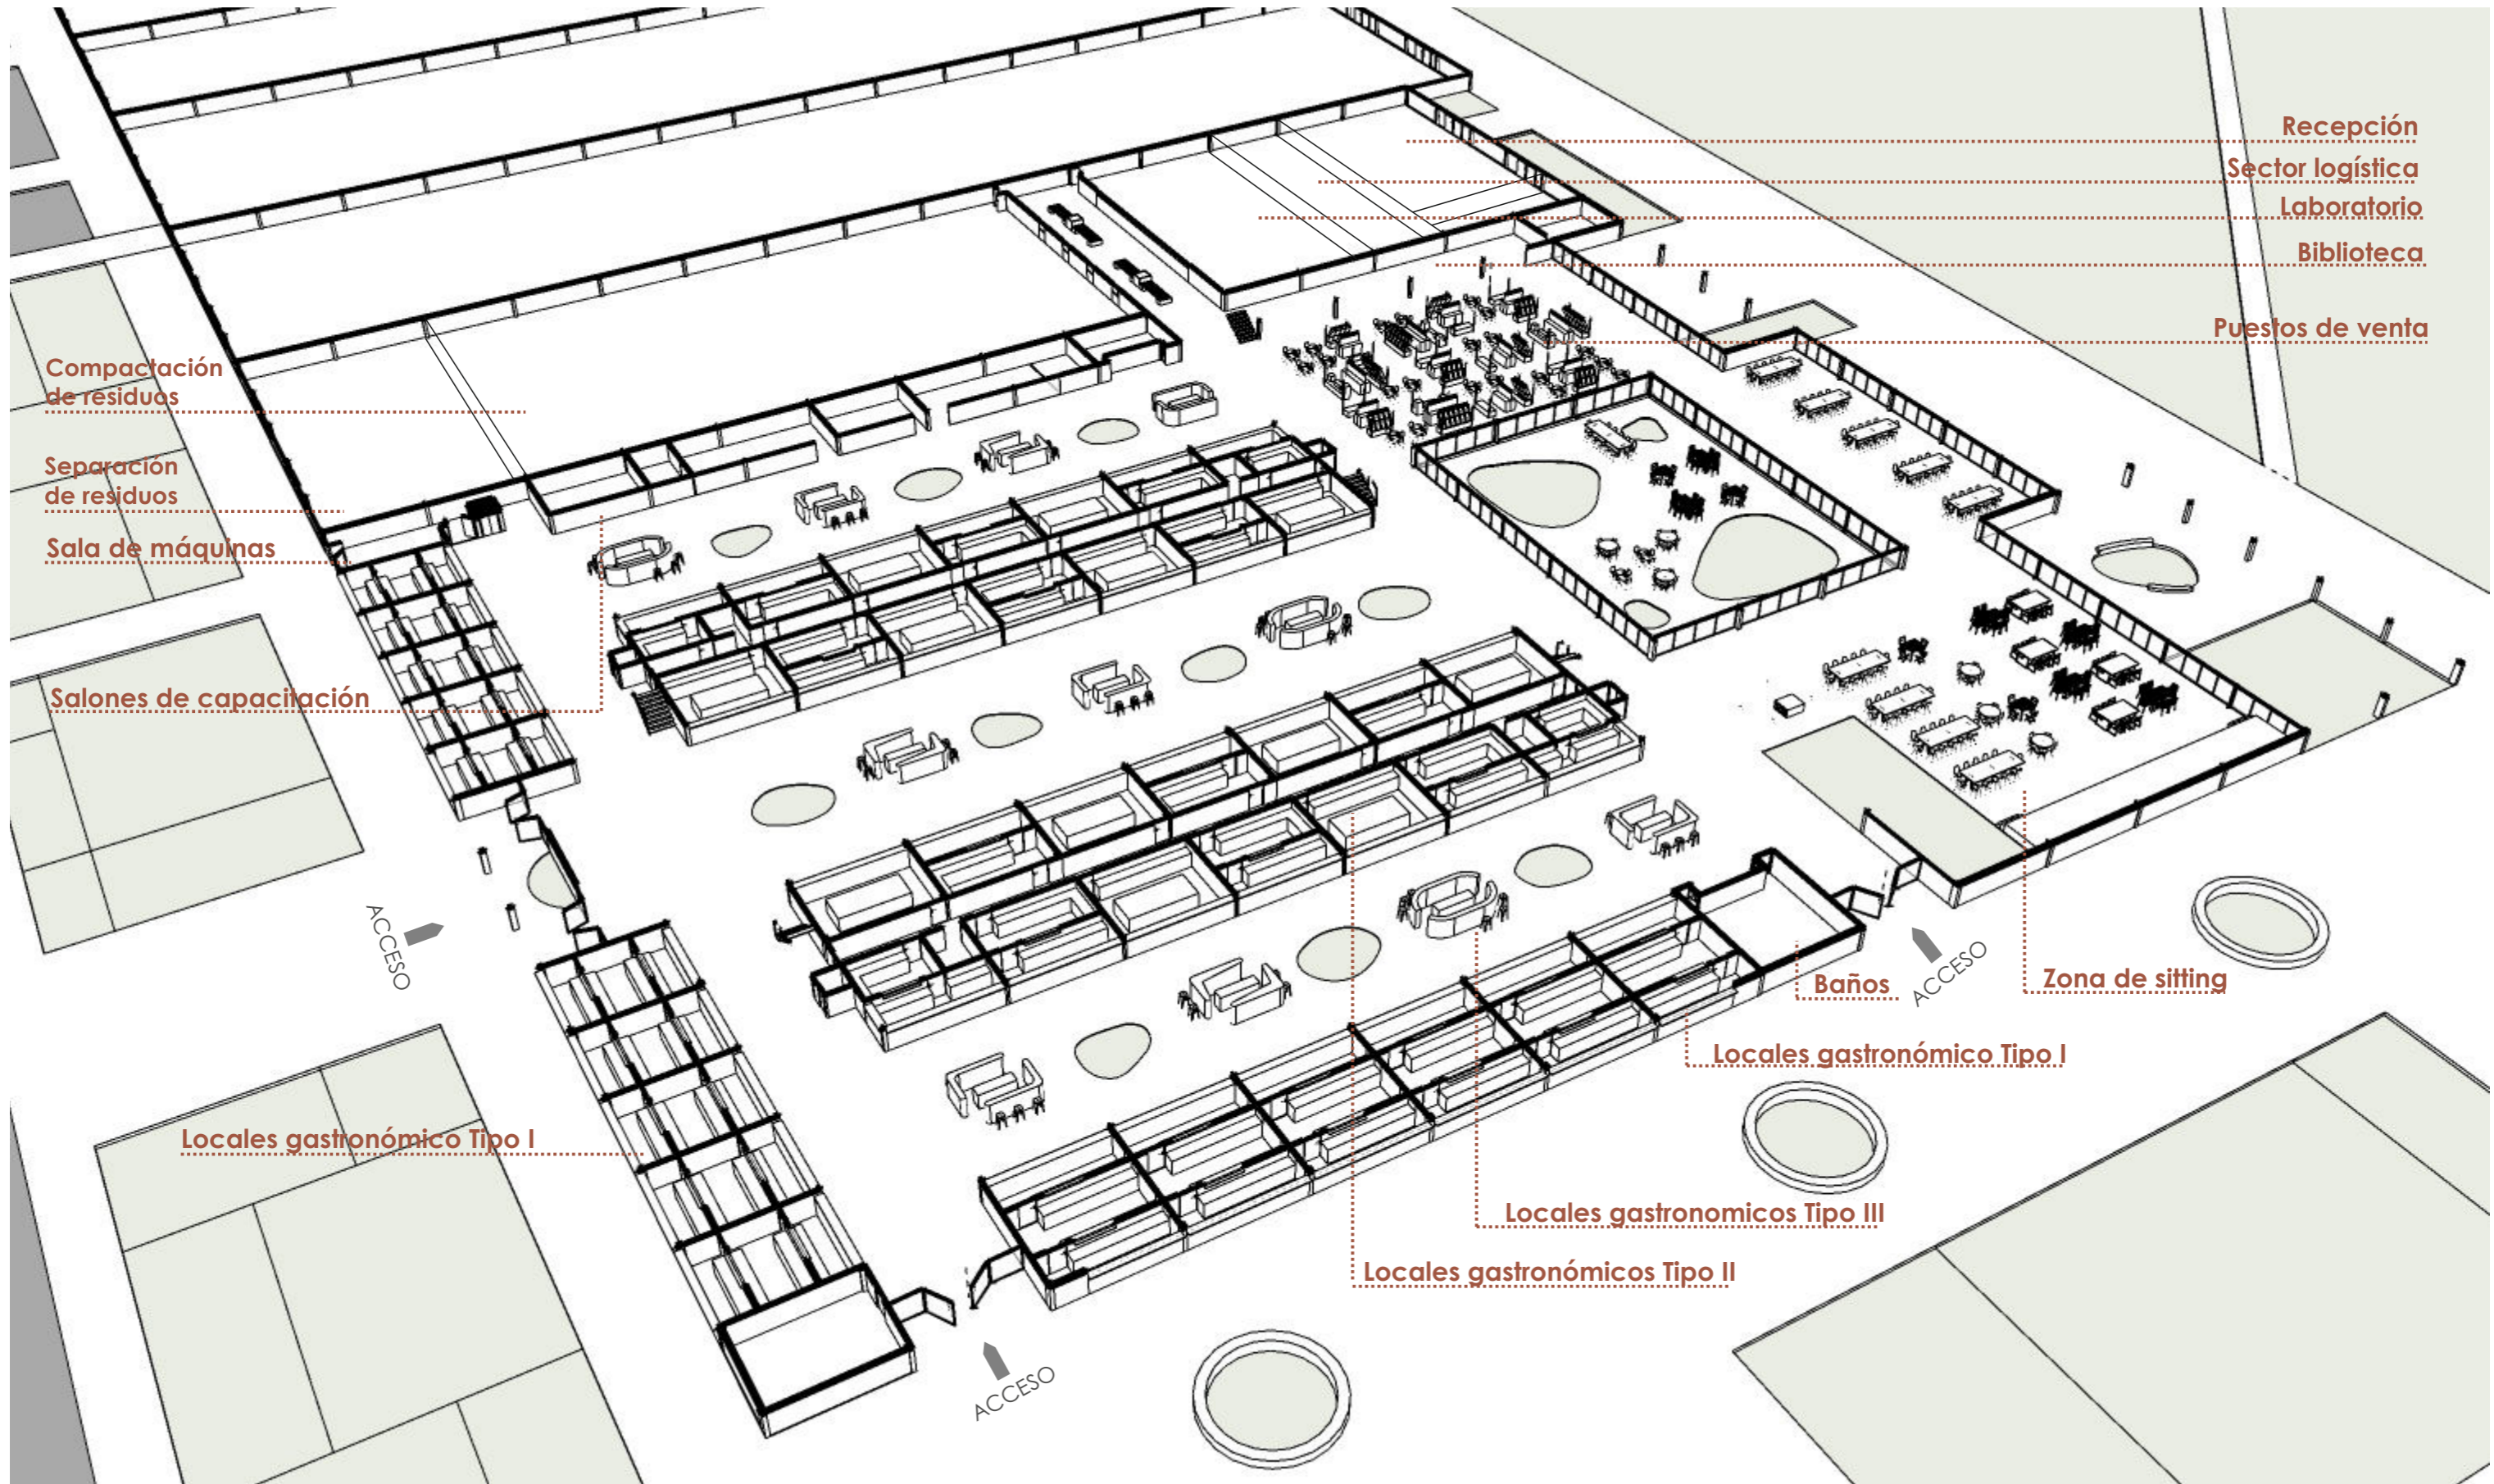 Recepción
Sector logística
Laboratorio
Biblioteca
Puestos de venta
Compactación
de residuos
Separación
de residuos
Sala de máquinas
Salones de capacitación
ACCESO
ACCESO
Baños
Zona de sitting
Locales gastronómico Tipo I
Locales gastronómico Tipo I
Locales gastronomicos Tipo III
Locales gastronómicos Tipo II
ACCESO